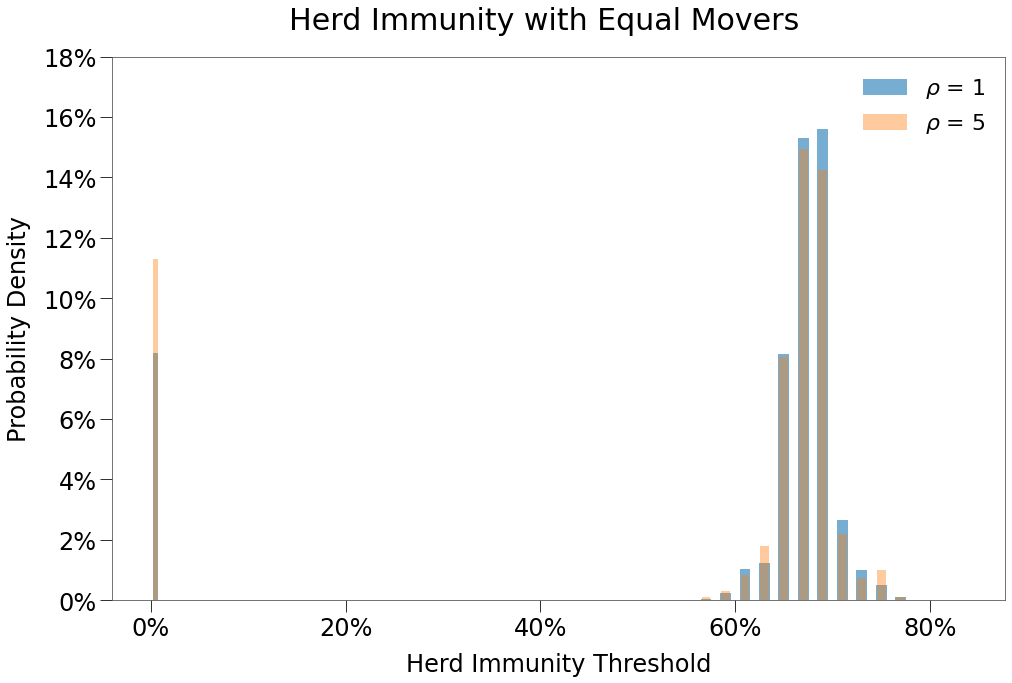 Herd Immunity with Equal Movers
18%
16%
14%
12%
10%
8%
6%
4%
2%
0%
Probability Density
ρ = 1
ρ = 5
0% 20% 40% 60% 80%
Herd Immunity Threshold